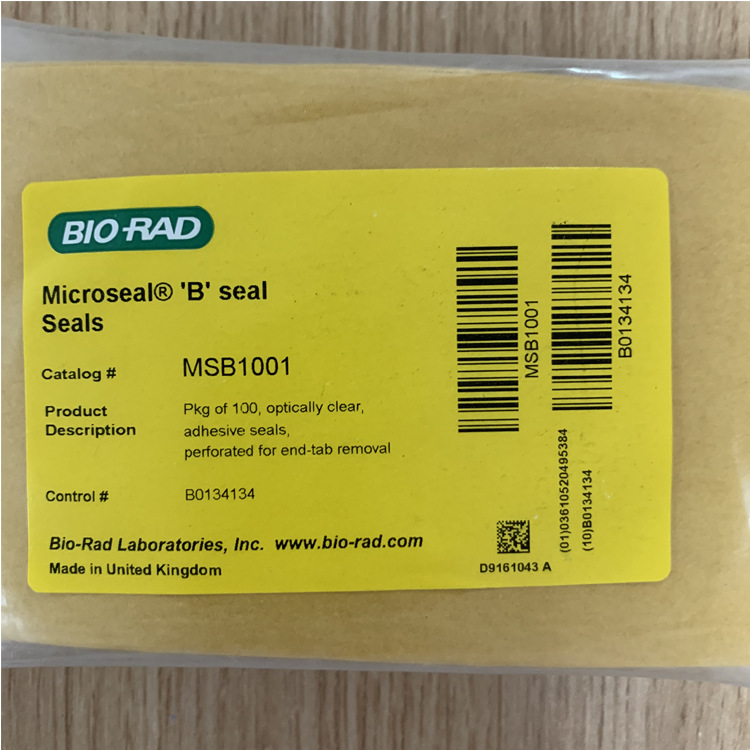 BIO-RAD
Microseal® 'B' seal
Seals
Catalog # MSB1001
Product Description
Pkg of 100, optically clear,
adhesive seals,
perforated for end-tab removal
Control # B0134134
Bio-Rad Laboratories, Inc. www.bio-rad.com
Made in United Kingdom
MSB1001
B0134134
(01)03610520495384
(10)B0134134
D9161043 A